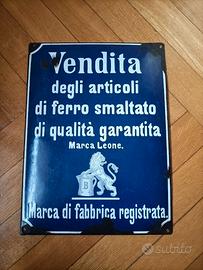 Vendita
degli articoli
di ferro smaltato
di qualità garantita
Marca Leone.
B
Marca di fabbrica registrata.
subito